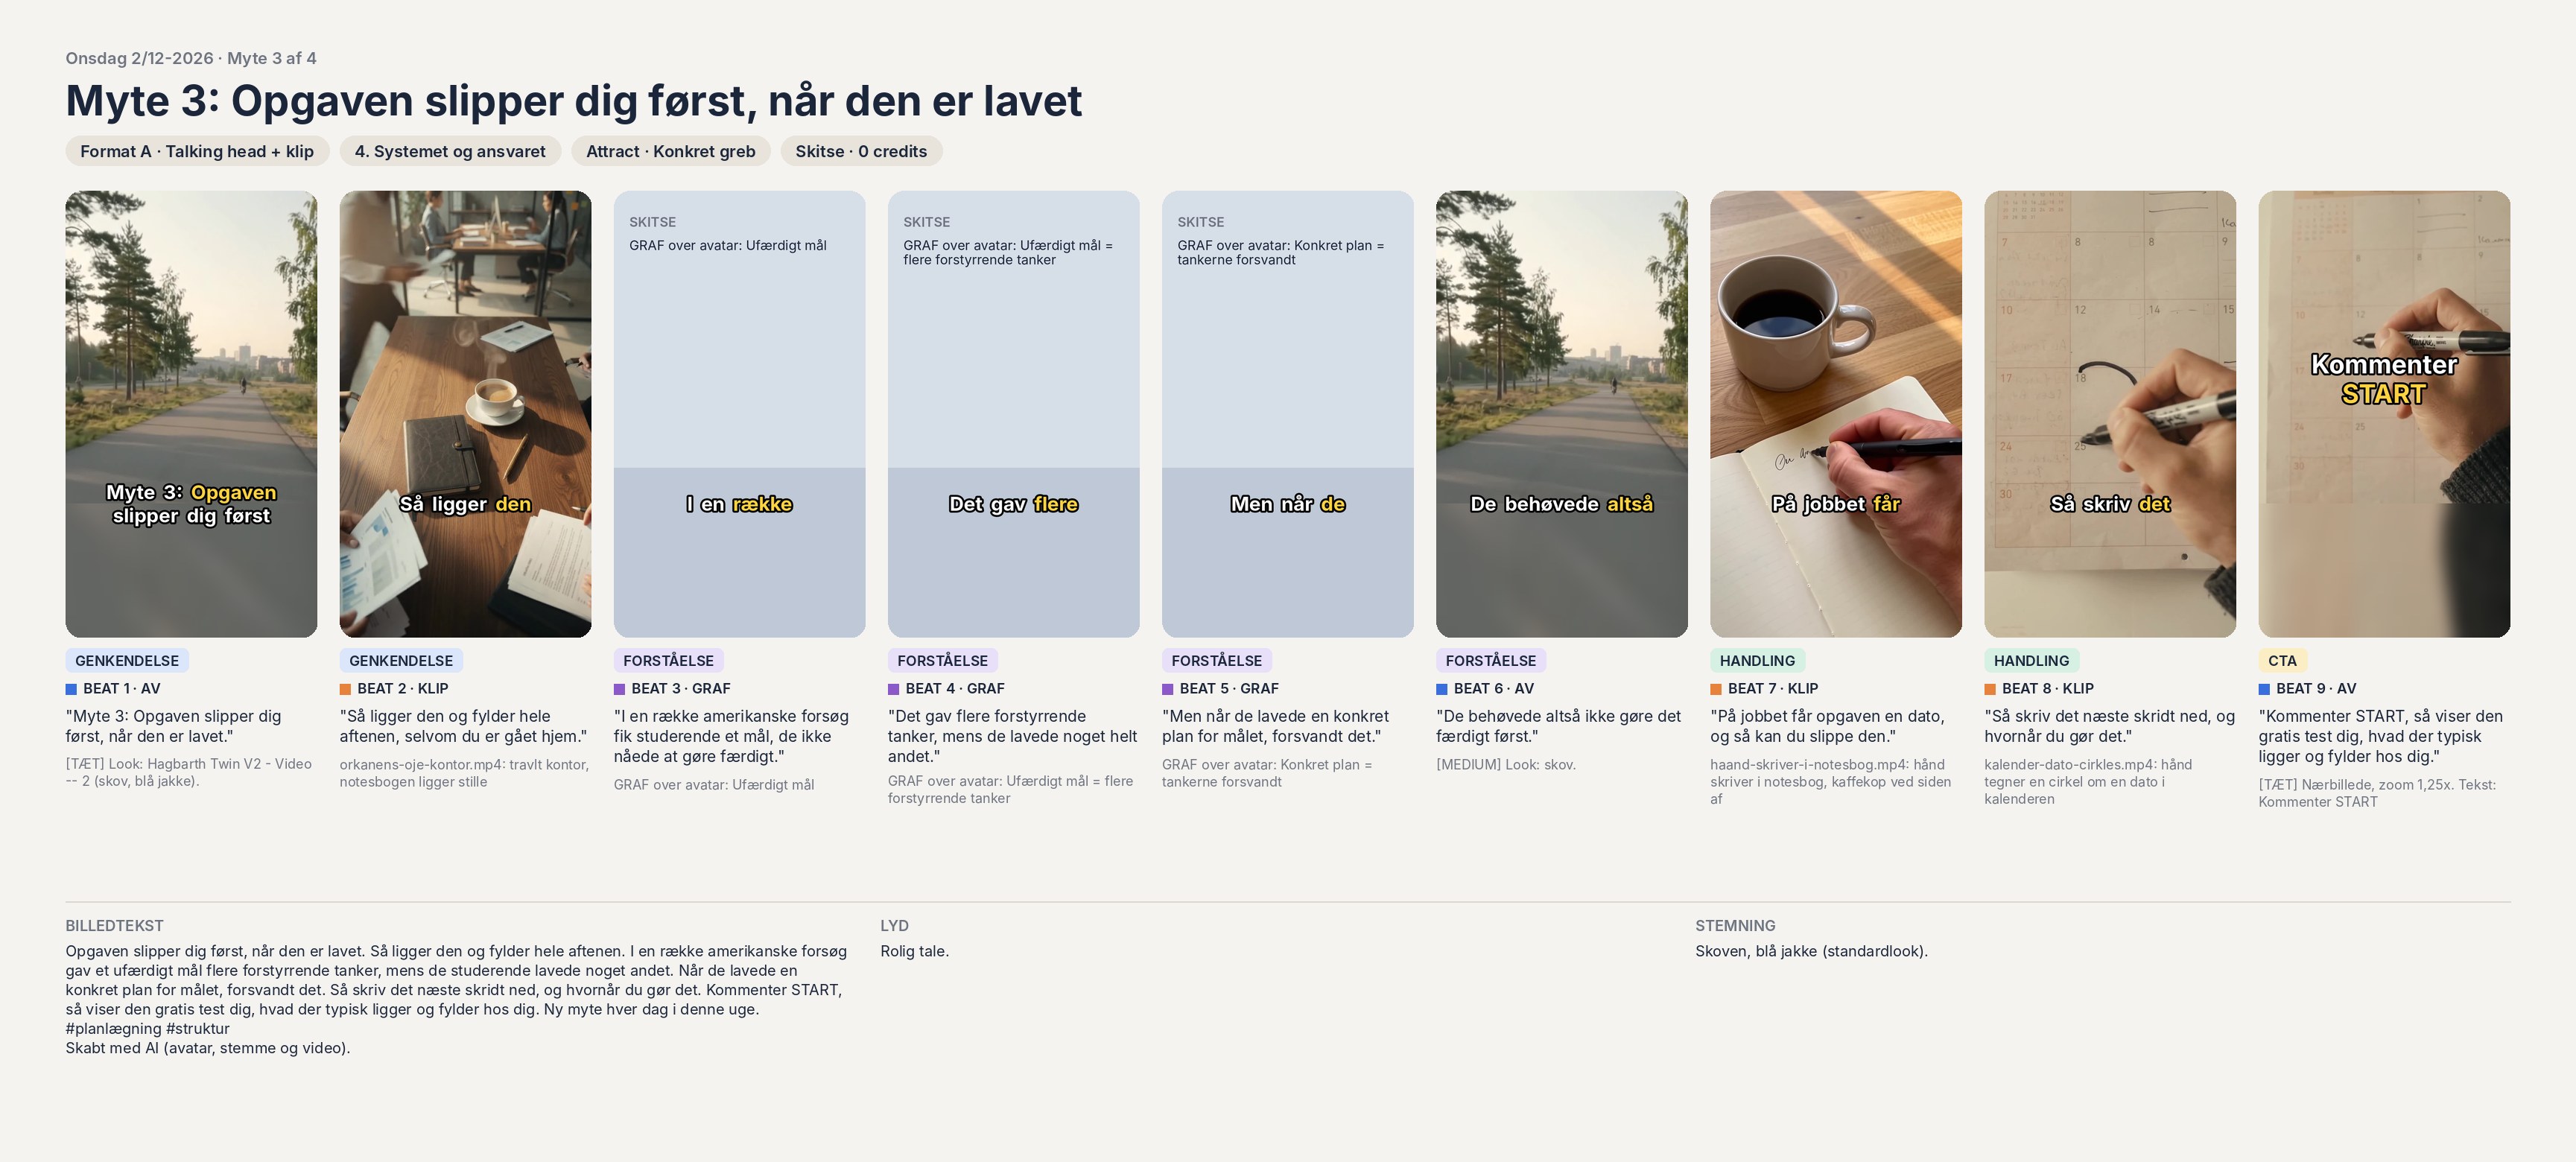 Onsdag 2/12-2026 · Myte 3 af 4
Myte 3: Opgaven slipper dig først, når den er lavet
Format A · Talking head + klip
4. Systemet og ansvaret
Attract · Konkret greb
Skitse · 0 credits
Myte 3: Opgaven
slipper dig først
GENKENDELSE
BEAT 1 · AV
"Myte 3: Opgaven slipper dig
først, når den er lavet."
[TÆT] Look: Hagbarth Twin V2 - Video
-- 2 (skov, blå jakke).
Så ligger den
GENKENDELSE
BEAT 2 · KLIP
"Så ligger den og fylder hele
aftenen, selvom du er gået hjem."
orkanens-oje-kontor.mp4: travlt kontor,
notesbogen ligger stille
SKITSE
GRAF over avatar: Ufærdigt mål
I en række
FORSTÅELSE
BEAT 3 · GRAF
"I en række amerikanske forsøg
fik studerende et mål, de ikke
nåede at gøre færdigt."
GRAF over avatar: Ufærdigt mål
SKITSE
GRAF over avatar: Ufærdigt mål =
flere forstyrrende tanker
Det gav flere
FORSTÅELSE
BEAT 4 · GRAF
"Det gav flere forstyrrende
tanker, mens de lavede noget helt
andet."
GRAF over avatar: Ufærdigt mål = flere
forstyrrende tanker
SKITSE
GRAF over avatar: Konkret plan =
tankerne forsvandt
Men når de
FORSTÅELSE
BEAT 5 · GRAF
"Men når de lavede en konkret
plan for målet, forsvandt det."
GRAF over avatar: Konkret plan =
tankerne forsvandt
De behøvede altså
FORSTÅELSE
BEAT 6 · AV
"De behøvede altså ikke gøre det
færdigt først."
[MEDIUM] Look: skov.
På jobbet får
HANDLING
BEAT 7 · KLIP
"På jobbet får opgaven en dato,
og så kan du slippe den."
haand-skriver-i-notesbog.mp4: hånd
skriver i notesbog, kaffekop ved siden
af
7 8 8 9
10 12 14 15
18
24 25
30
Så skriv det
HANDLING
BEAT 8 · KLIP
"Så skriv det næste skridt ned, og
hvornår du gør det."
kalender-dato-cirkles.mp4: hånd
tegner en cirkel om en dato i
kalenderen
Kommenter
START
CTA
BEAT 9 · AV
"Kommenter START, så viser den
gratis test dig, hvad der typisk
ligger og fylder hos dig."
[TÆT] Nærbillede, zoom 1,25x. Tekst:
Kommenter START
BILLEDTEKST
Opgaven slipper dig først, når den er lavet. Så ligger den og fylder hele aftenen. I en række amerikanske forsøg
gav et ufærdigt mål flere forstyrrende tanker, mens de studerende lavede noget andet. Når de lavede en
konkret plan for målet, forsvandt det. Så skriv det næste skridt ned, og hvornår du gør det. Kommenter START,
så viser den gratis test dig, hvad der typisk ligger og fylder hos dig. Ny myte hver dag i denne uge.
#planlægning #struktur
Skabt med AI (avatar, stemme og video).
LYD
Rolig tale.
STEMNING
Skoven, blå jakke (standardlook).